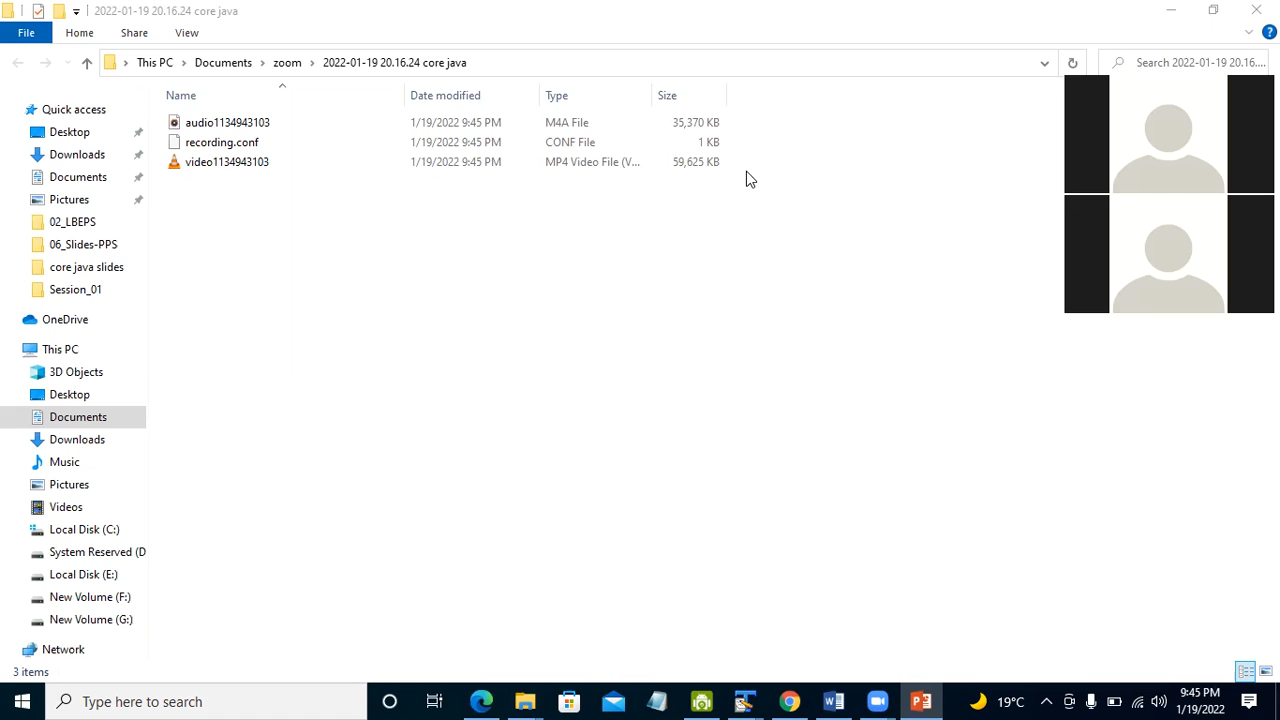 2022-01-19 20.16.24 core java
File Home Share View
This PC Documents zoom 2022-01-19 20.16.24 core java Search 2022-01-19 20.16....
Name Date modified Type Size
audio1134943103 1/19/2022 9:45 PM M4A File 35,370 KB
recording.conf 1/19/2022 9:45 PM CONF File 1 KB
video1134943103 1/19/2022 9:45 PM MP4 Video File (V... 59,625 KB
Quick access
Desktop
Downloads
Documents
Pictures
02_LBEPS
06_Slides-PPS
core java slides
Session_01
OneDrive
This PC
3D Objects
Desktop
Documents
Downloads
Music
Pictures
Videos
Local Disk (C:)
System Reserved (D
Local Disk (E:)
New Volume (F:)
New Volume (G:)
Network
3 items
Type here to search
19°C
9:45 PM
1/19/2022